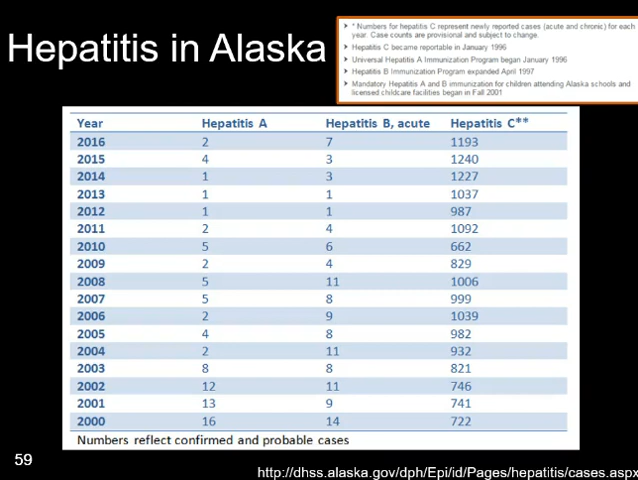 Hepatitis in Alaska
* Numbers for hepatitis C represent newly reported cases (acute and chronic) for each
year. Case counts are provisional and subject to change.
Hepatitis C became reportable in January 1996
Universal Hepatitis A Immunization Program began January 1996
Hepatitis B Immunization Program expanded April 1997
Mandatory Hepatitis A and B immunization for children attending Alaska schools and
licensed childcare facilities began in Fall 2001
Year Hepatitis A Hepatitis B, acute Hepatitis C**
2016 2 7 1193
2015 4 3 1240
2014 1 3 1227
2013 1 1 1037
2012 1 1 987
2011 2 4 1092
2010 5 6 662
2009 2 4 829
2008 5 11 1006
2007 5 8 999
2006 2 9 1039
2005 4 8 982
2004 2 11 932
2003 8 8 821
2002 12 11 746
2001 13 9 741
2000 16 14 722
Numbers reflect confirmed and probable cases
59
http://dhss.alaska.gov/dph/Epi/id/Pages/hepatitis/cases.aspx